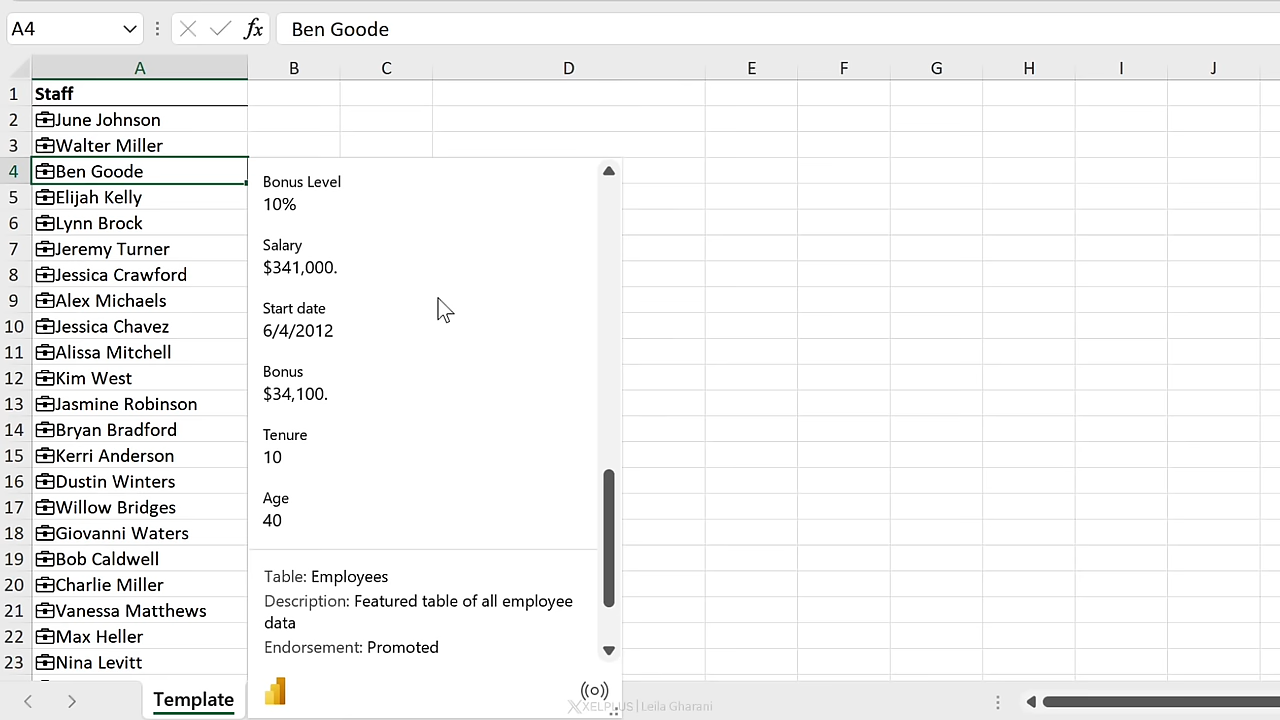 A4
fx
Ben Goode
A B C D E F G H I J
1 Staff
2 June Johnson
3 Walter Miller
4 Ben Goode
5 Elijah Kelly
6 Lynn Brock
7 Jeremy Turner
8 Jessica Crawford
9 Alex Michaels
10 Jessica Chavez
11 Alissa Mitchell
12 Kim West
13 Jasmine Robinson
14 Bryan Bradford
15 Kerri Anderson
16 Dustin Winters
17 Willow Bridges
18 Giovanni Waters
19 Bob Caldwell
20 Charlie Miller
21 Vanessa Matthews
22 Max Heller
23 Nina Levitt
Bonus Level
10%
Salary
$341,000.
Start date
6/4/2012
Bonus
$34,100.
Tenure
10
Age
40
Table: Employees
Description: Featured table of all employee
data
Endorsement: Promoted
Template
XELPLUS | Leila Gharani